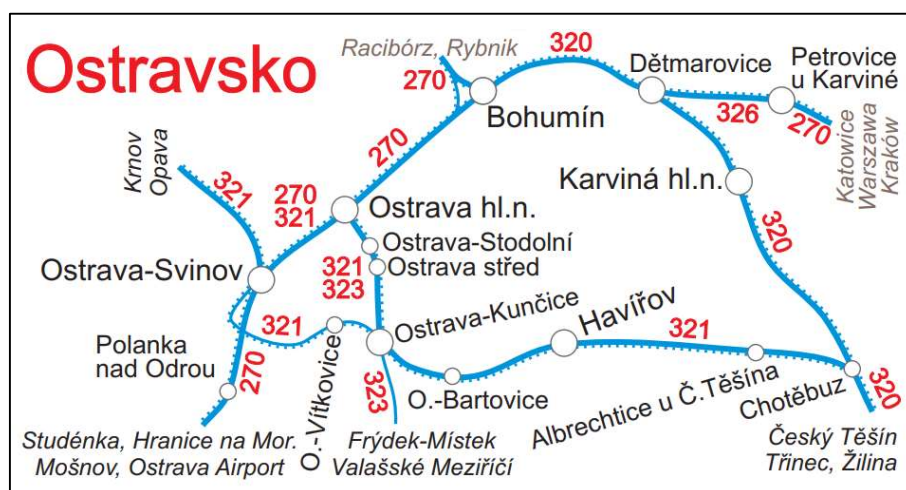 Ostravsko
Racibórz, Rybnik
270
320
Dětmarovice
Petrovice
u Karviné
326
270
Katowice
Warszawa
Kraków
Bohumín
270
Krnov
Opava
321
270
321
Ostrava hl.n.
Karviná hl.n.
320
Ostrava-Stodolní
Ostrava střed
321
323
Ostrava-Svinov
Ostrava-Kunčice
Havířov
321
321
Polanka
nad Odrou
270
O.-Vítkovice
323
O.-Bartovice
Albrechtice u Č.Těšína
Chotěbuz
320
Studénka, Hranice na Mor.
Mošnov, Ostrava Airport
Frýdek-Místek
Valašské Meziříčí
Český Těšín
Třinec, Žilina